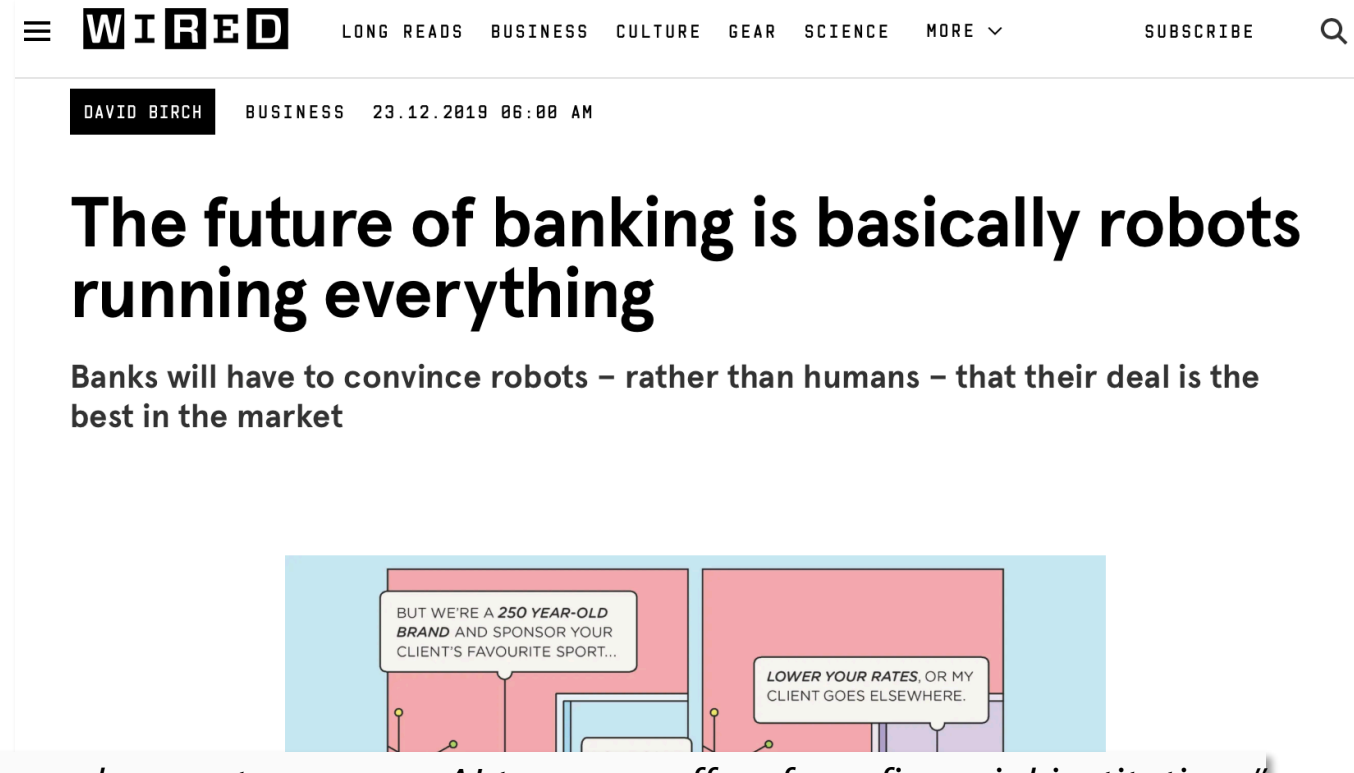 WIRED LONG READS BUSINESS CULTURE GEAR SCIENCE MORE SUBSCRIBE
DAVID BIRCH BUSINESS 23.12.2019 06:00 AM
The future of banking is basically robots
running everything
Banks will have to convince robots – rather than humans – that their deal is the
best in the market
BUT WE'RE A 250 YEAR-OLD
BRAND AND SPONSOR YOUR
CLIENT'S FAVOURITE SPORT...
LOWER YOUR RATES, OR MY
CLIENT GOES ELSEWHERE.